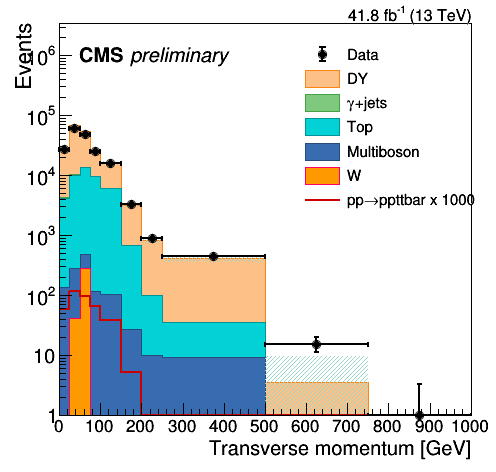 41.8 fb⁻¹ (13 TeV)
Events
CMS preliminary
Data
DY
γ+jets
Top
Multiboson
W
pp→ppttbar x 1000
10⁶
10⁵
10⁴
10³
10²
10
1
0 100 200 300 400 500 600 700 800 900 1000
Transverse momentum [GeV]